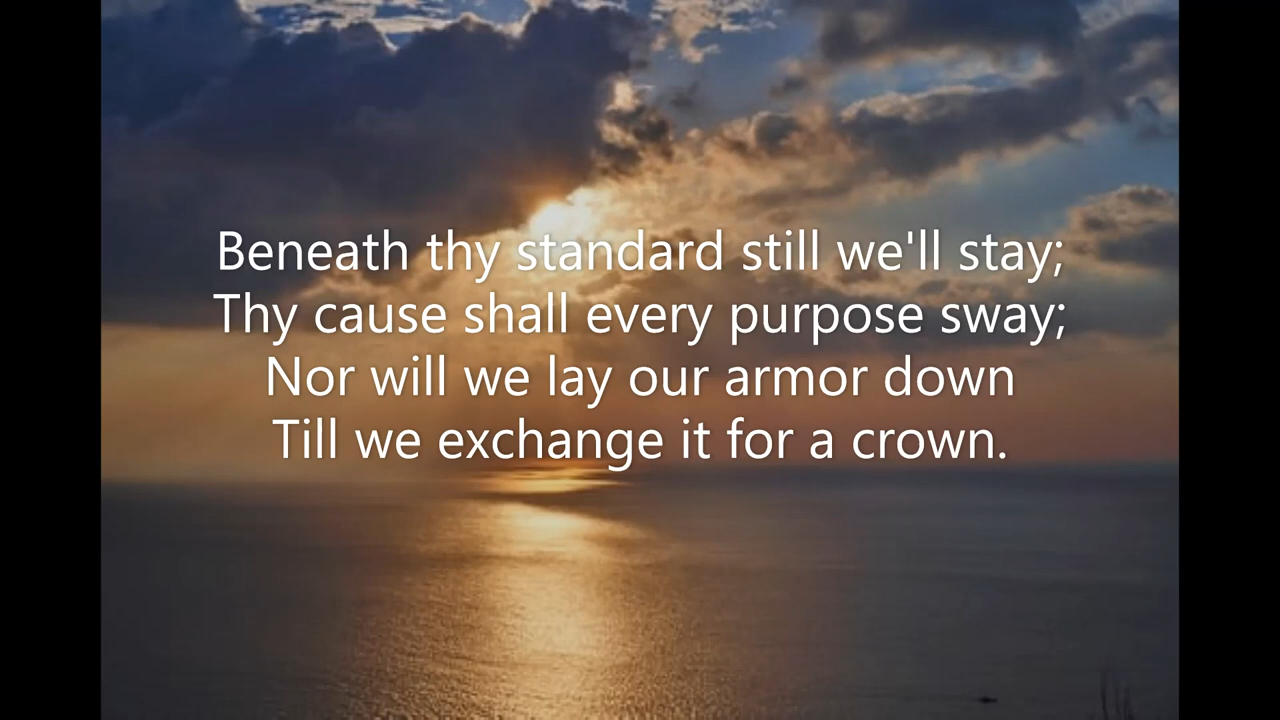 Beneath thy standard still we'll stay;
Thy cause shall every purpose sway;
Nor will we lay our armor down
Till we exchange it for a crown.